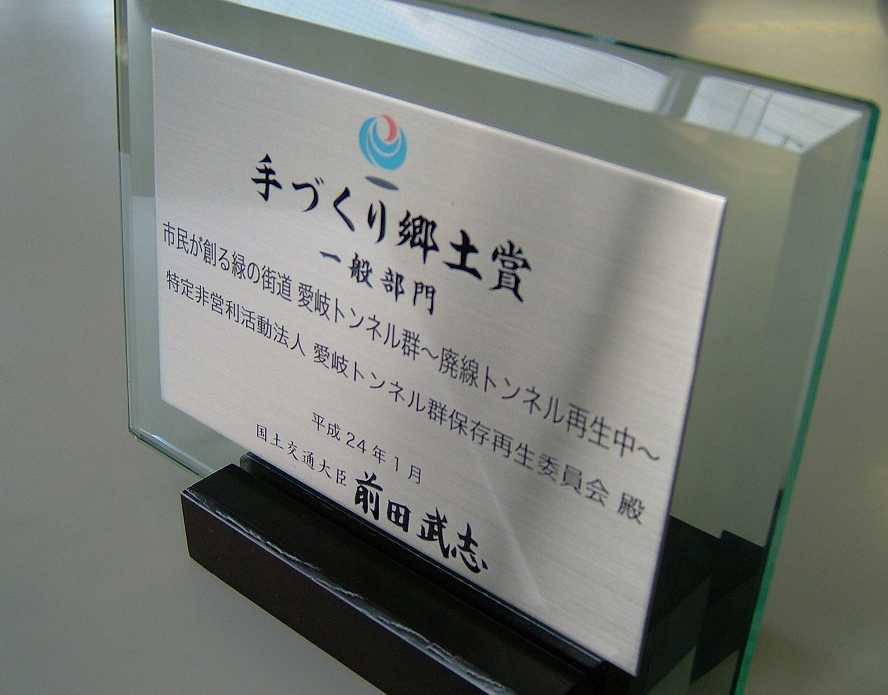 手づくり郷土賞
一般部門
市民が創る緑の街道 愛岐トンネル群～廃線トンネル再生中～
特定非営利活動法人 愛岐トンネル群保存再生委員会 殿
平成24年1月
国土交通大臣 前田武志